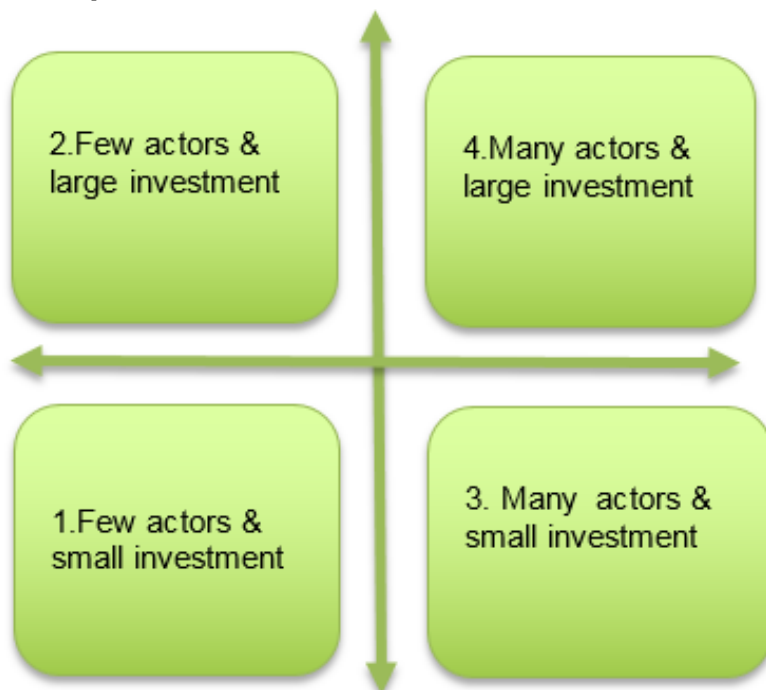 2.Few actors &
large investment
4.Many actors &
large investment
1.Few actors &
small investment
3. Many  actors &
small investment